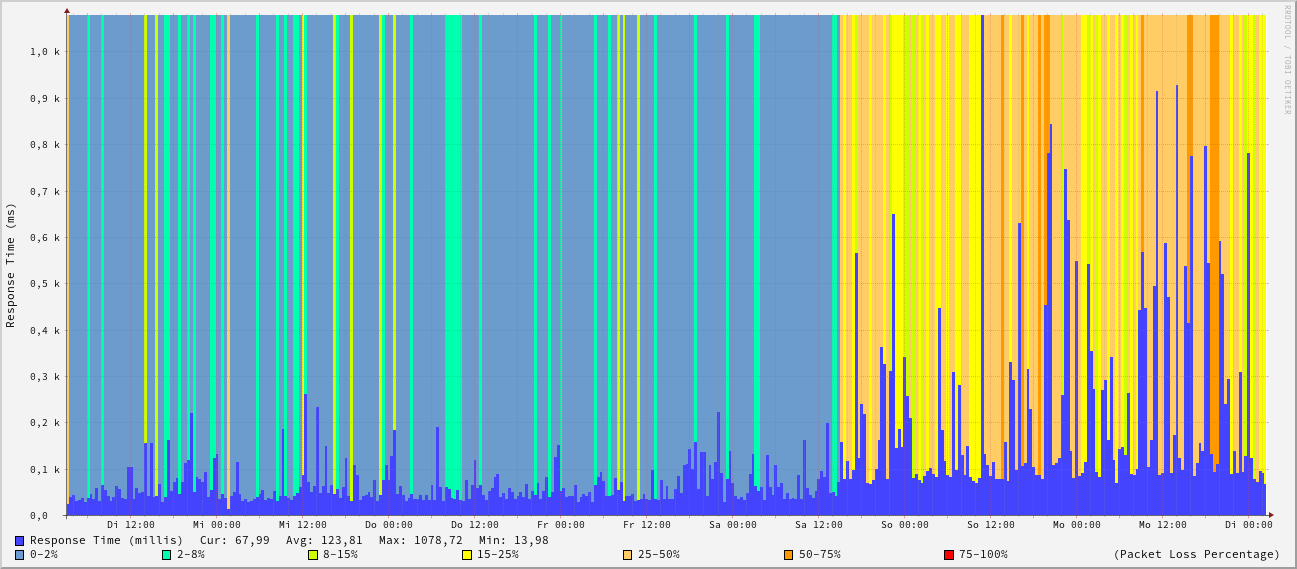 RRDTOOL / TOBI OETIKER
Response Time (ms)
1,0 k
0,9 k
0,8 k
0,7 k
0,6 k
0,5 k
0,4 k
0,3 k
0,2 k
0,1 k
0,0
Di 12:00 Mi 00:00 Mi 12:00 Do 00:00 Do 12:00 Fr 00:00 Fr 12:00 Sa 00:00 Sa 12:00 So 00:00 So 12:00 Mo 00:00 Mo 12:00 Di 00:00
Response Time (millis) Cur: 67,99 Avg: 123,81 Max: 1078,72 Min: 13,98
0-2% 2-8% 8-15% 15-25% 25-50% 50-75% 75-100% (Packet Loss Percentage)